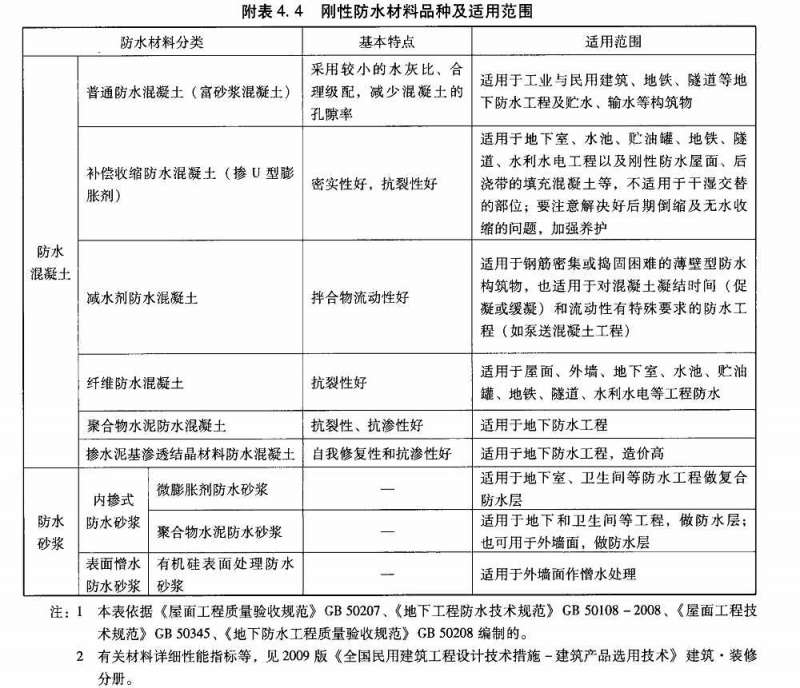 附表4.4 刚性防水材料品种及适用范围
防水材料分类 基本特点 适用范围
防水
混凝土
普通防水混凝土（富砂浆混凝土）
采用较小的水灰比、合
理级配，减少混凝土的
孔隙率
适用于工业与民用建筑、地铁、隧道等地
下防水工程及贮水、输水等构筑物
补偿收缩防水混凝土（掺U型膨
胀剂）
密实性好，抗裂性好
适用于地下室、水池、贮油罐、地铁、隧
道、水利水电工程以及刚性防水屋面、后
浇带的填充混凝土等，不适用于干湿交替
的部位；要注意解决好后期倒缩及无水收
缩的问题，加强养护
减水剂防水混凝土
拌合物流动性好
适用于钢筋密集或捣固困难的薄壁型防水
构筑物，也适用于对混凝土凝结时间（促
凝或缓凝）和流动性有特殊要求的防水工
程（如泵送混凝土工程）
纤维防水混凝土
抗裂性好
适用于屋面、外墙、地下室、水池、贮油
罐、地铁、隧道、水利水电等工程防水
聚合物水泥防水混凝土
抗裂性、抗渗性好
适用于地下防水工程
掺水泥基渗透结晶材料防水混凝土
自我修复性和抗渗性好
适用于地下防水工程，造价高
防水
砂浆
内掺式
防水砂浆
微膨胀剂防水砂浆
—
适用于地下室、卫生间等防水工程做复合
防水层
聚合物水泥防水砂浆
—
适用于地下和卫生间等工程，做防水层；
也可用于外墙面，做防水层
表面憎水
防水砂浆
有机硅表面处理防水
砂浆
—
适用于外墙面作憎水处理
注：1 本表依据《屋面工程质量验收规范》GB 50207、《地下工程防水技术规范》GB 50108－2008、《屋面工程技
术规范》GB 50345、《地下防水工程质量验收规范》GB 50208 编制的。
2 有关材料详细性能指标等，见2009版《全国民用建筑工程设计技术措施－建筑产品选用技术》建筑·装修
分册。